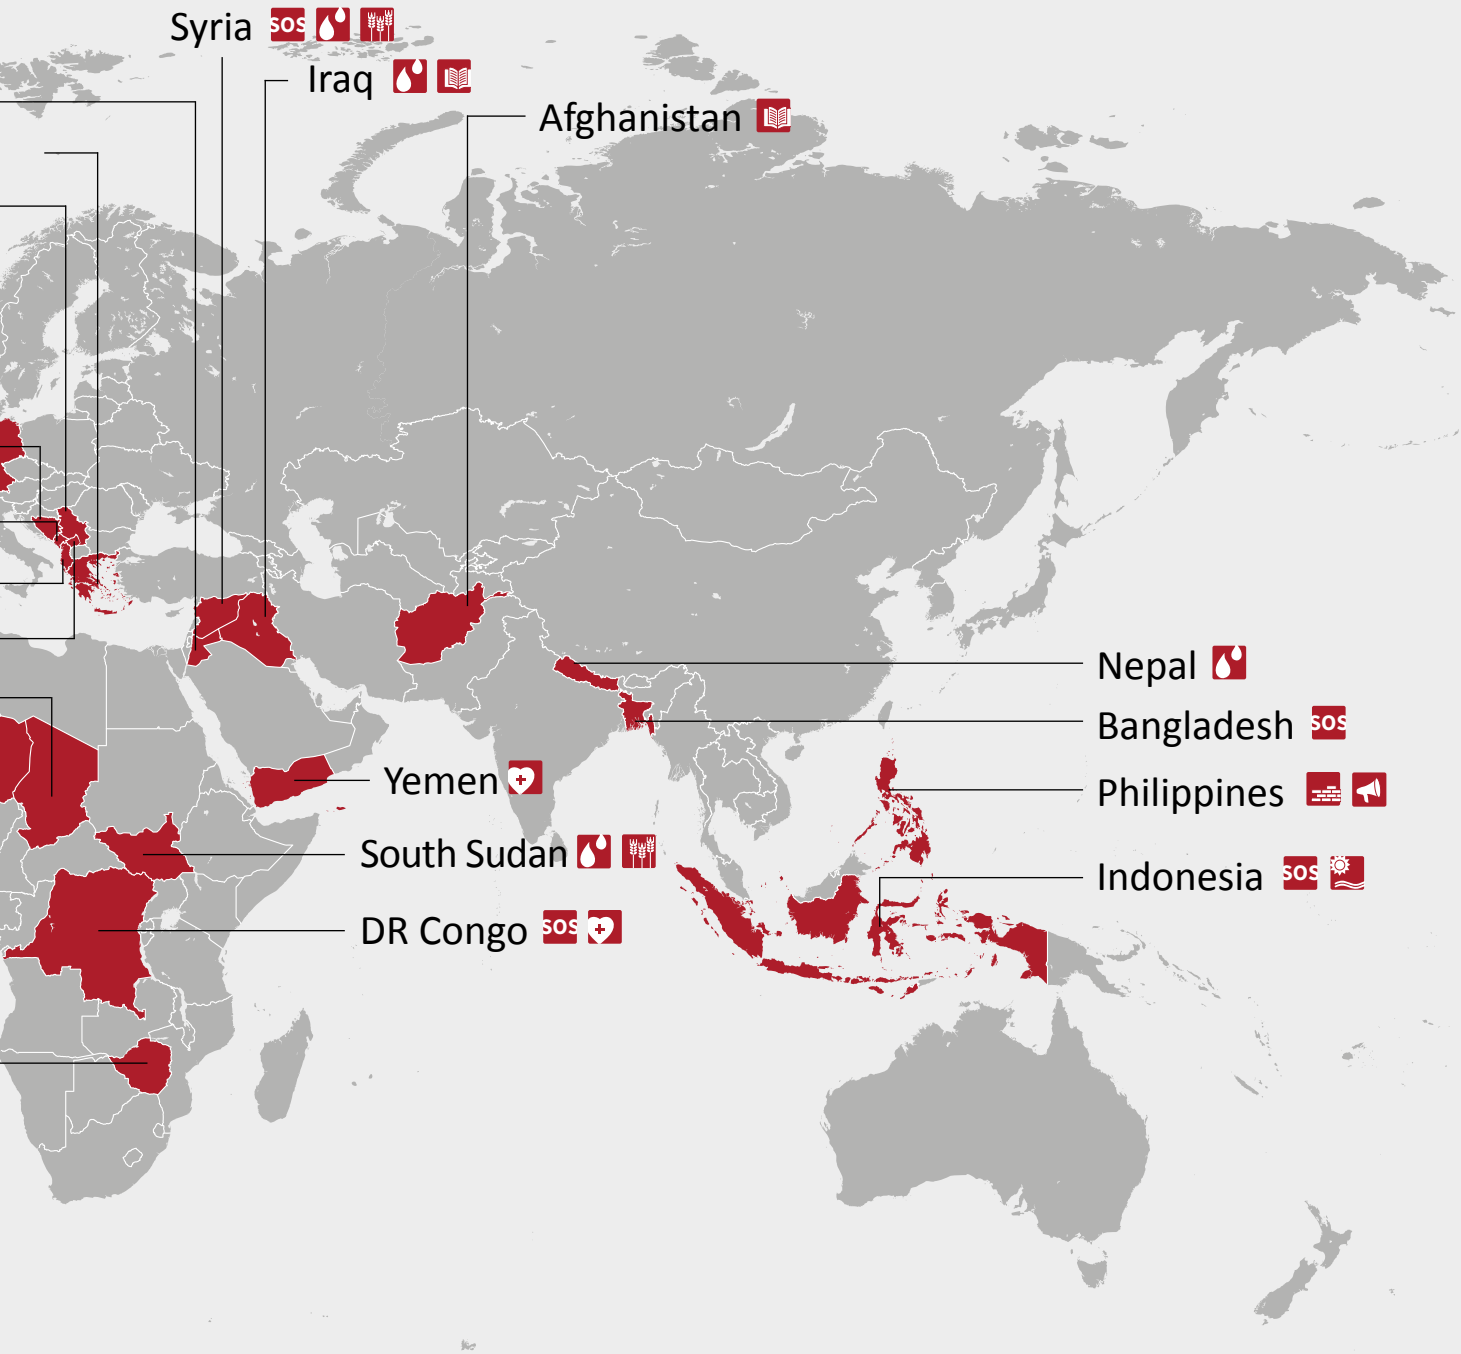 Syria SOS
Iraq
Afghanistan
Nepal
Bangladesh SOS
Yemen
Philippines
South Sudan
Indonesia SOS
DR Congo SOS